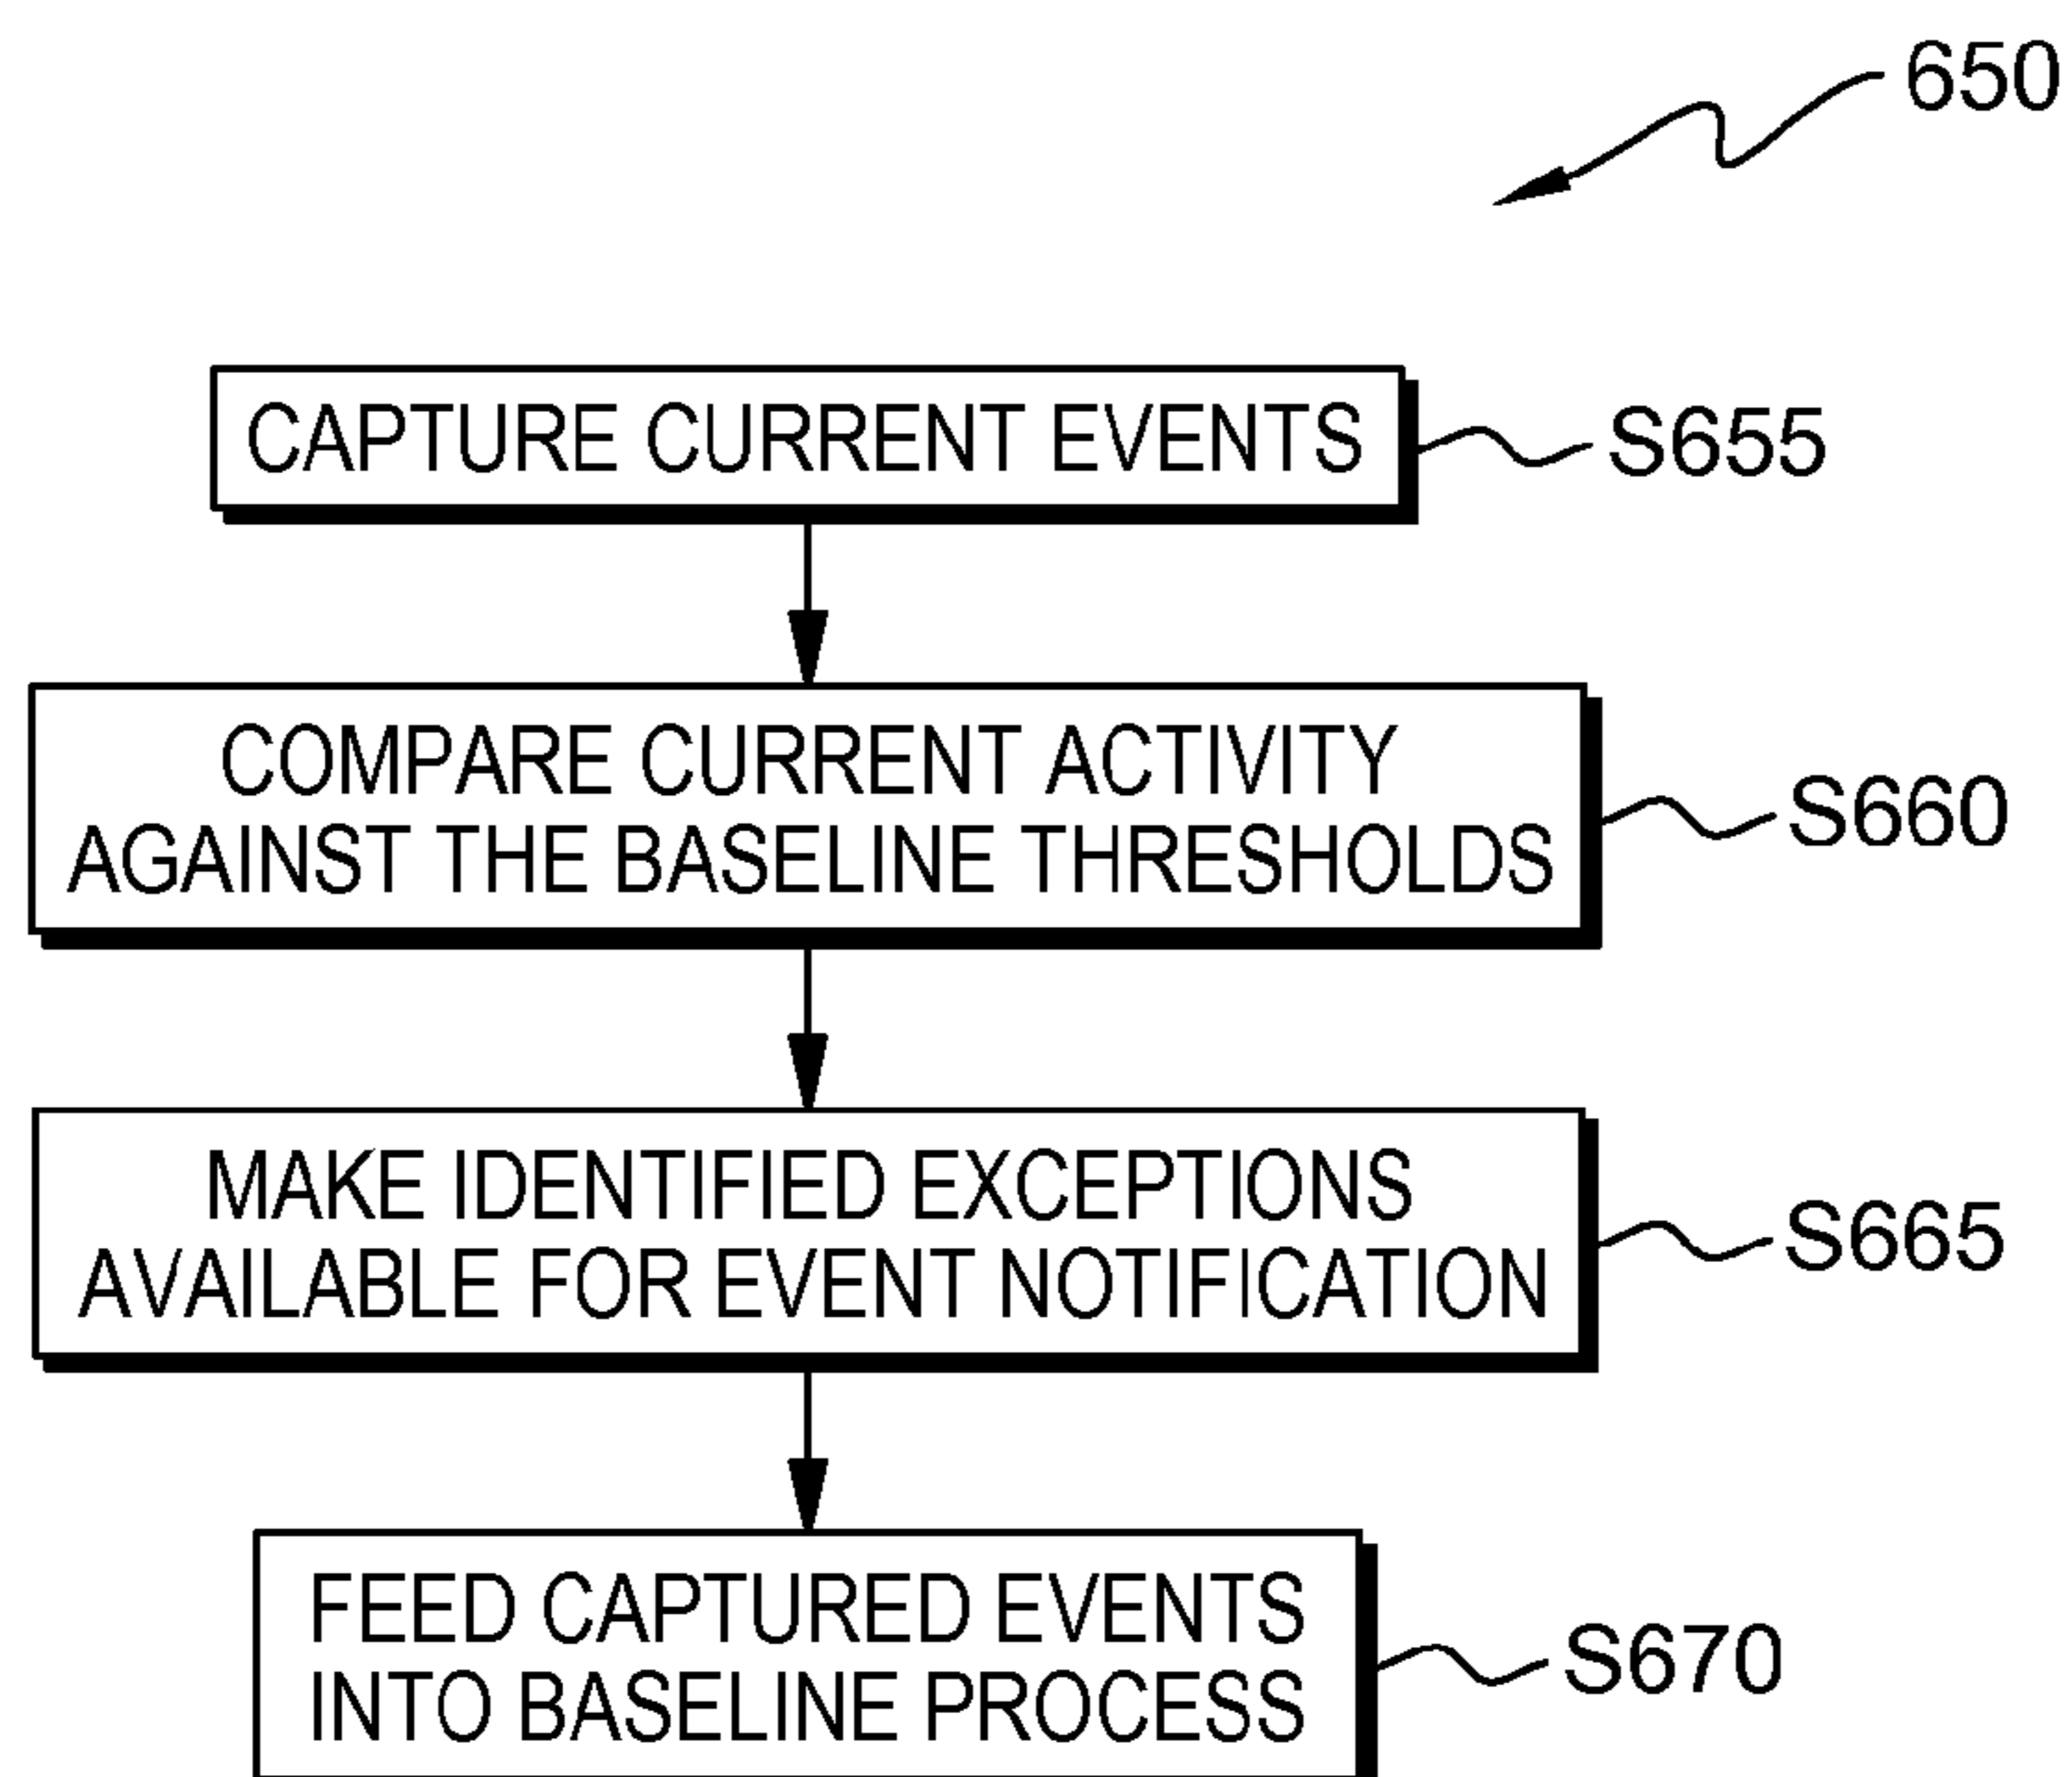 650
CAPTURE CURRENT EVENTS
S655
COMPARE CURRENT ACTIVITY
AGAINST THE BASELINE THRESHOLDS
S660
MAKE IDENTIFIED EXCEPTIONS
AVAILABLE FOR EVENT NOTIFICATION
S665
FEED CAPTURED EVENTS
INTO BASELINE PROCESS
S670